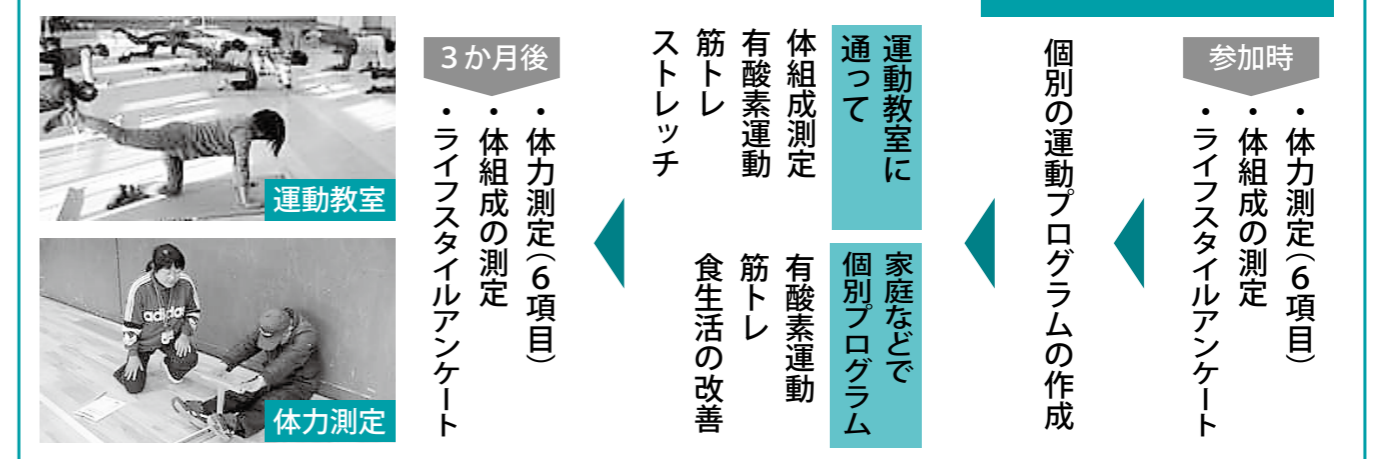 参加時
・体力測定（６項目）
・体組成の測定
・ライフスタイルアンケート
個別の運動プログラムの作成
運動教室に
通って
体組成測定
有酸素運動
筋トレ
ストレッチ
家庭などで
個別プログラム
有酸素運動
筋トレ
食生活の改善
３か月後
・体力測定（６項目）
・体組成の測定
・ライフスタイルアンケート
運動教室
adidas
体力測定